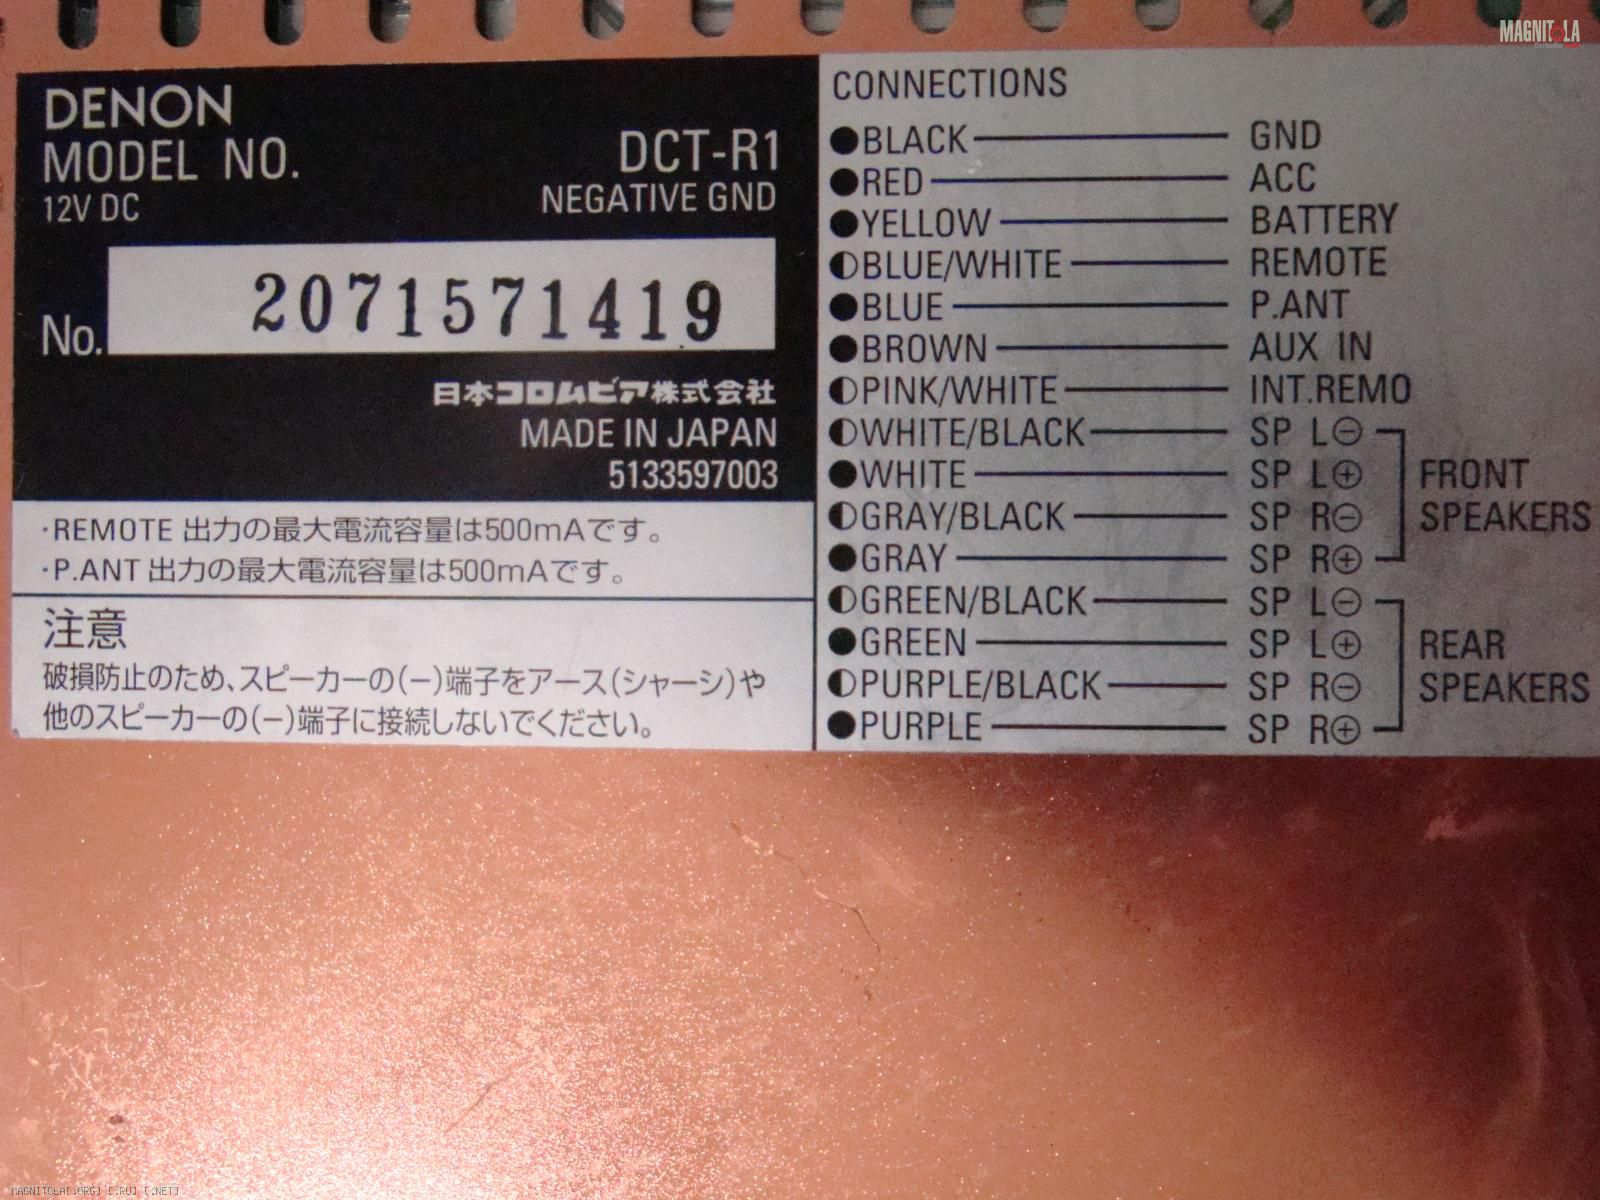 MAGNITOLA
DENON
MODEL NO. DCT-R1
12V DC NEGATIVE GND
No. 2071571419
日本コロムビア株式会社
MADE IN JAPAN
5133597003
・REMOTE 出力の最大電流容量は500mAです。
・P.ANT 出力の最大電流容量は500mAです。
注意
破損防止のため、スピーカーの(−)端子をアース(シャーシ)や
他のスピーカーの(−)端子に接続しないでください。
CONNECTIONS
●BLACK GND
●RED ACC
●YELLOW BATTERY
◐BLUE/WHITE REMOTE
●BLUE P.ANT
●BROWN AUX IN
◐PINK/WHITE INT.REMO
◐WHITE/BLACK SP L⊖
●WHITE SP L⊕ FRONT
◐GRAY/BLACK SP R⊖ SPEAKERS
●GRAY SP R⊕
◐GREEN/BLACK SP L⊖
●GREEN SP L⊕ REAR
◐PURPLE/BLACK SP R⊖ SPEAKERS
●PURPLE SP R⊕
MAGNITOLA[.ORG] [.RU] [.NET]